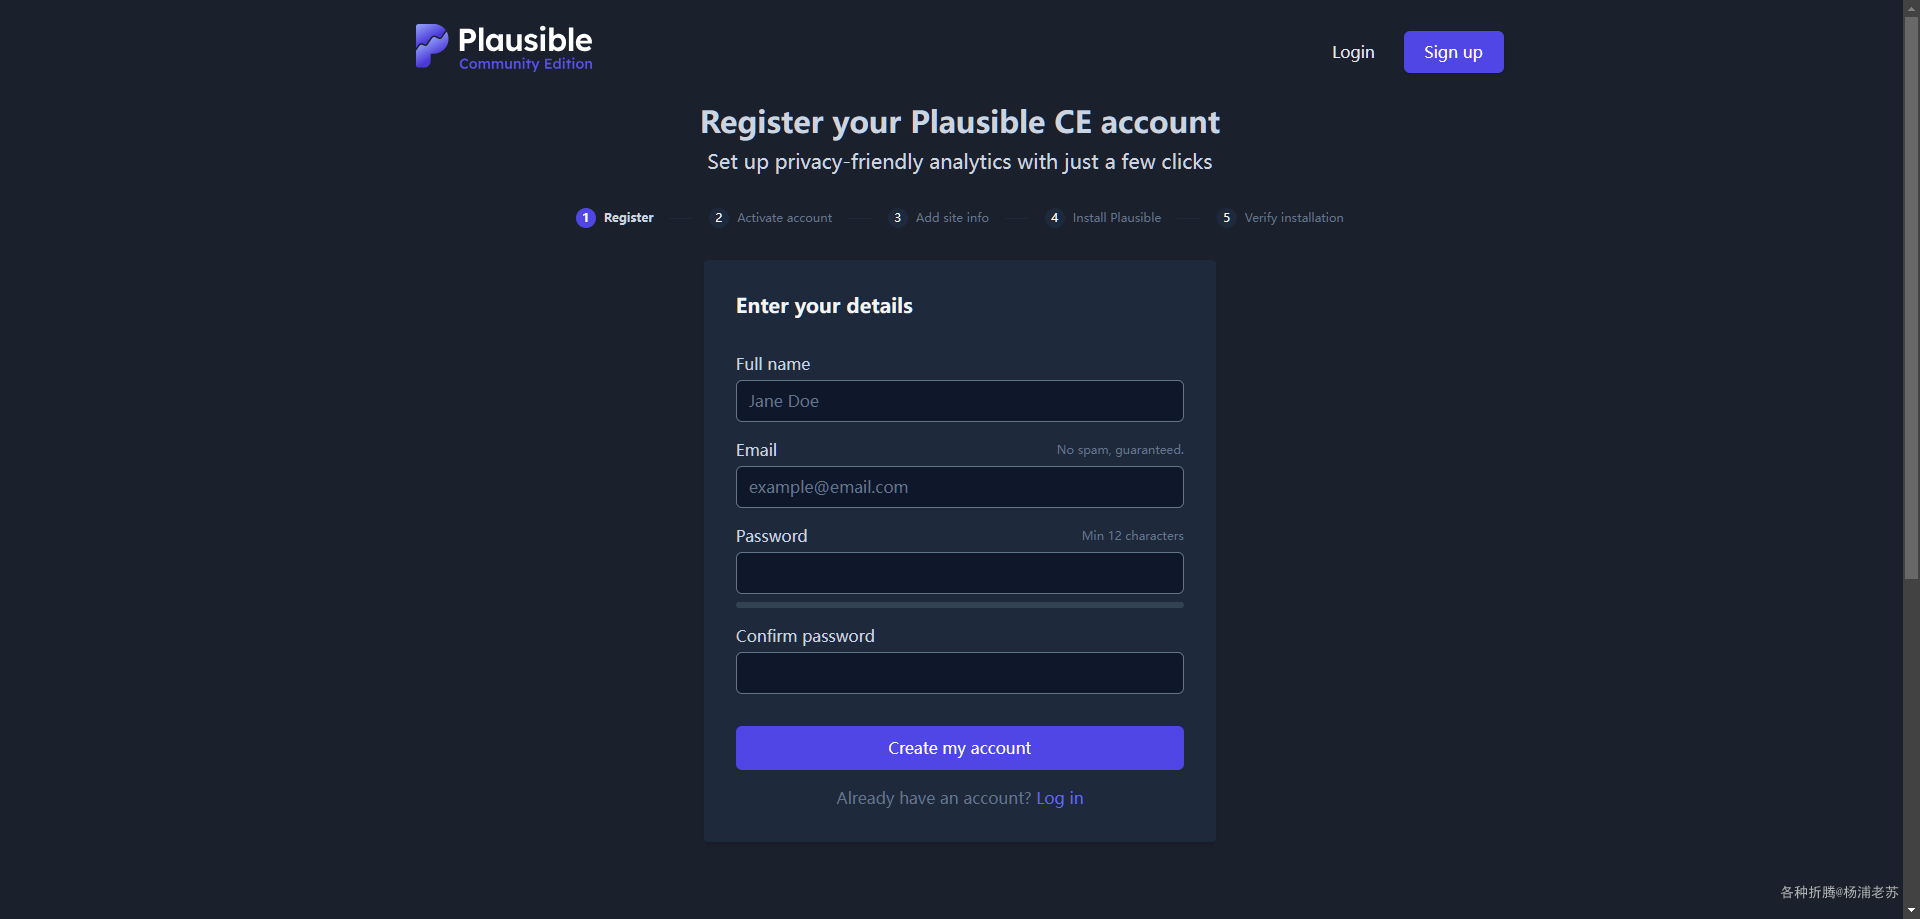 Plausible
Community Edition
Login
Sign up
Register your Plausible CE account
Set up privacy-friendly analytics with just a few clicks
1 Register 2 Activate account 3 Add site info 4 Install Plausible 5 Verify installation
Enter your details
Full name
Jane Doe
Email No spam, guaranteed.
example@email.com
Password Min 12 characters
Confirm password
Create my account
Already have an account? Log in
各种折腾@杨浦老苏